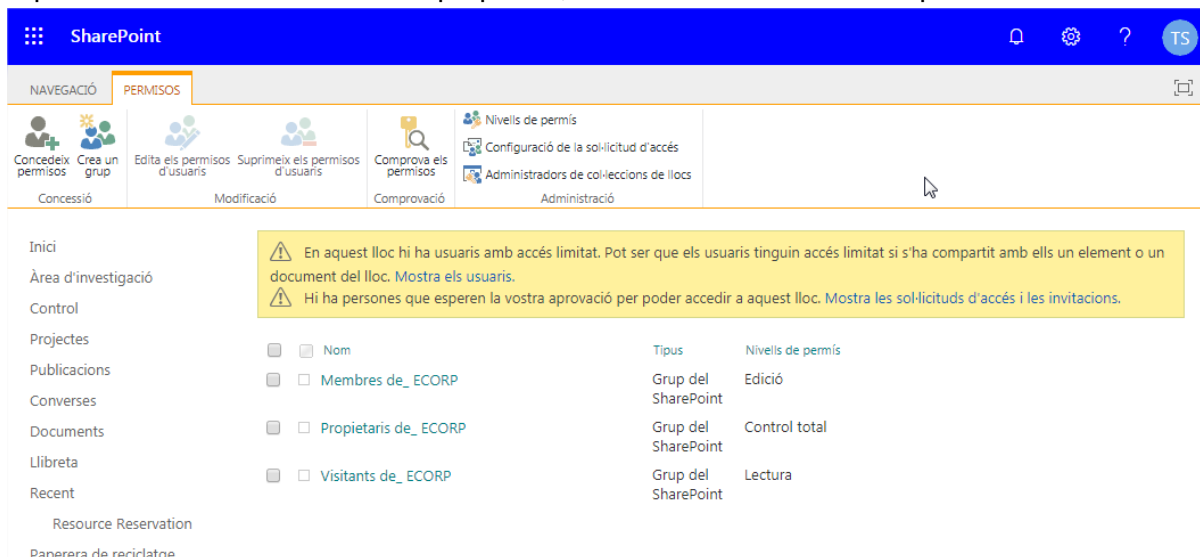 SharePoint
TS
NAVEGACIÓ
PERMISOS
Concedeix permisos
Crea un grup
Edita els permisos d'usuaris
Suprimeix els permisos d'usuaris
Comprova els permisos
Nivells de permís
Configuració de la sol·licitud d'accés
Administradors de col·leccions de llocs
Concessió
Modificació
Comprovació
Administració
Inici
Àrea d'investigació
Control
Projectes
Publicacions
Converses
Documents
Llibreta
Recent
Resource Reservation
Paperera de reciclatge
En aquest lloc hi ha usuaris amb accés limitat. Pot ser que els usuaris tinguin accés limitat si s'ha compartit amb ells un element o un
document del lloc. Mostra els usuaris.
Hi ha persones que esperen la vostra aprovació per poder accedir a aquest lloc. Mostra les sol·licituds d'accés i les invitacions.
Nom Tipus Nivells de permís
Membres de_ ECORP Grup del SharePoint Edició
Propietaris de_ ECORP Grup del SharePoint Control total
Visitants de_ ECORP Grup del SharePoint Lectura